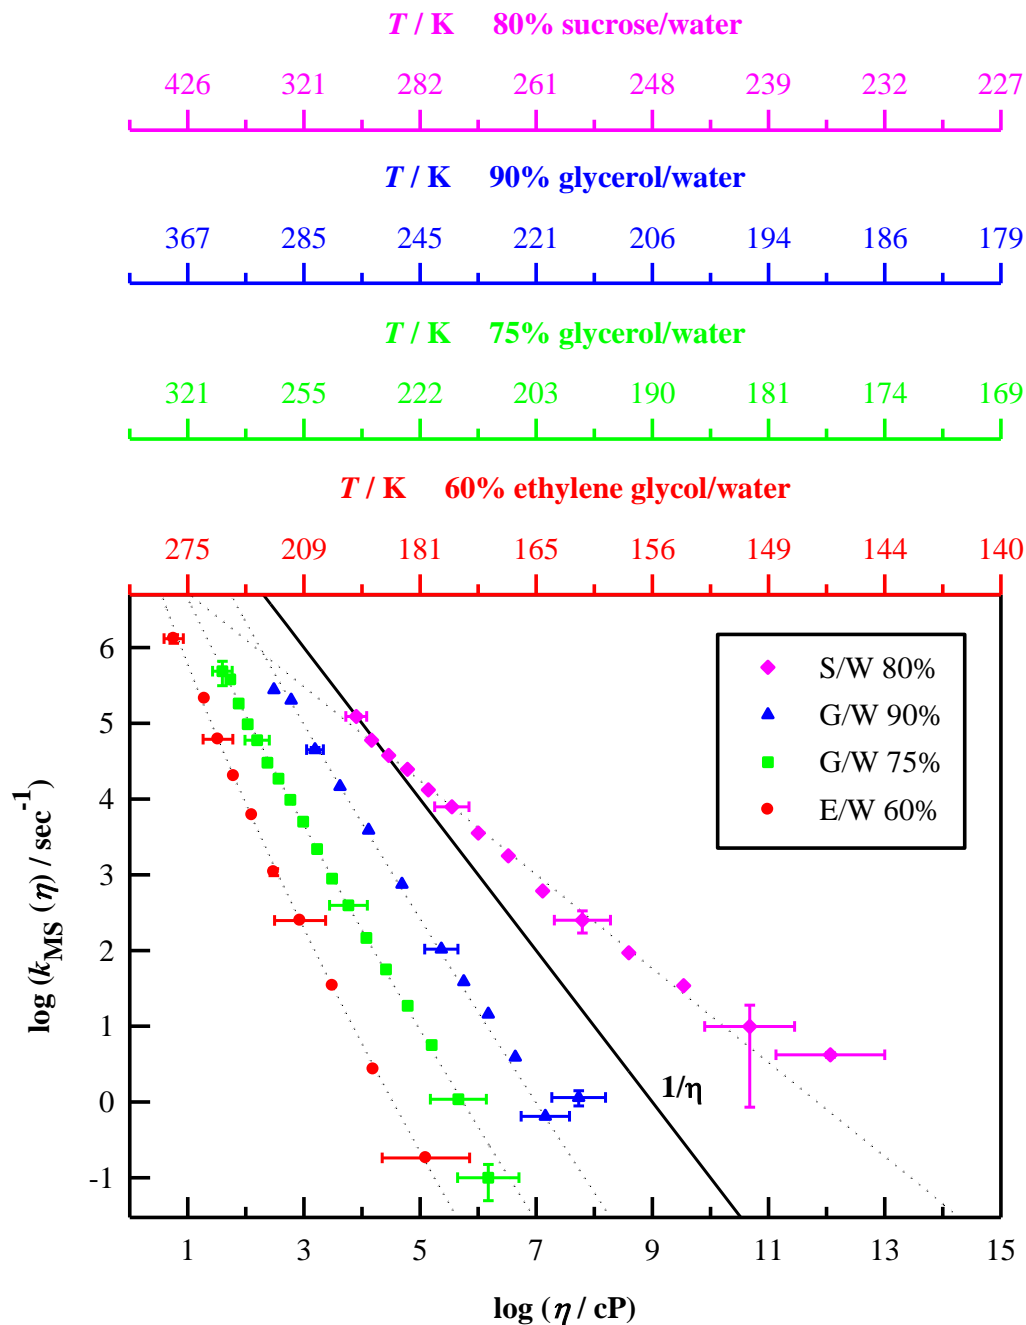 T / K 80% sucrose/water
426 321 282 261 248 239 232 227
T / K 90% glycerol/water
367 285 245 221 206 194 186 179
T / K 75% glycerol/water
321 255 222 203 190 181 174 169
T / K 60% ethylene glycol/water
275 209 181 165 156 149 144 140
log (k_MS (η) / sec⁻¹)
6
5
4
3
2
1
0
-1
S/W 80%
G/W 90%
G/W 75%
E/W 60%
1/η
1 3 5 7 9 11 13 15
log (η / cP)